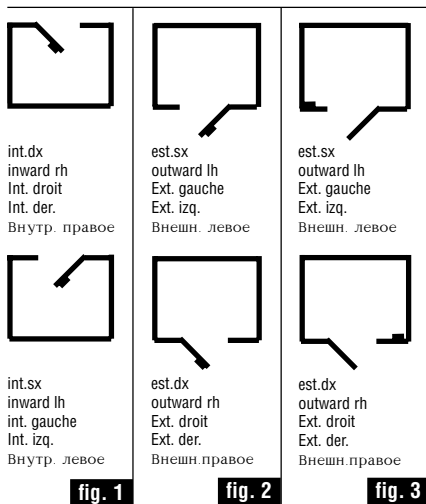 int.dx
inward rh
Int. droit
Int. der.
Внутр. правое
est.sx
outward lh
Ext. gauche
Ext. izq.
Внешн. левое
est.sx
outward lh
Ext. gauche
Ext. izq.
Внешн. левое
int.sx
inward lh
int. gauche
Int. izq.
Внутр. левое
est.dx
outward rh
Ext. droit
Ext. der.
Внешн.правое
est.dx
outward rh
Ext. droit
Ext. der.
Внешн.правое
fig. 1
fig. 2
fig. 3